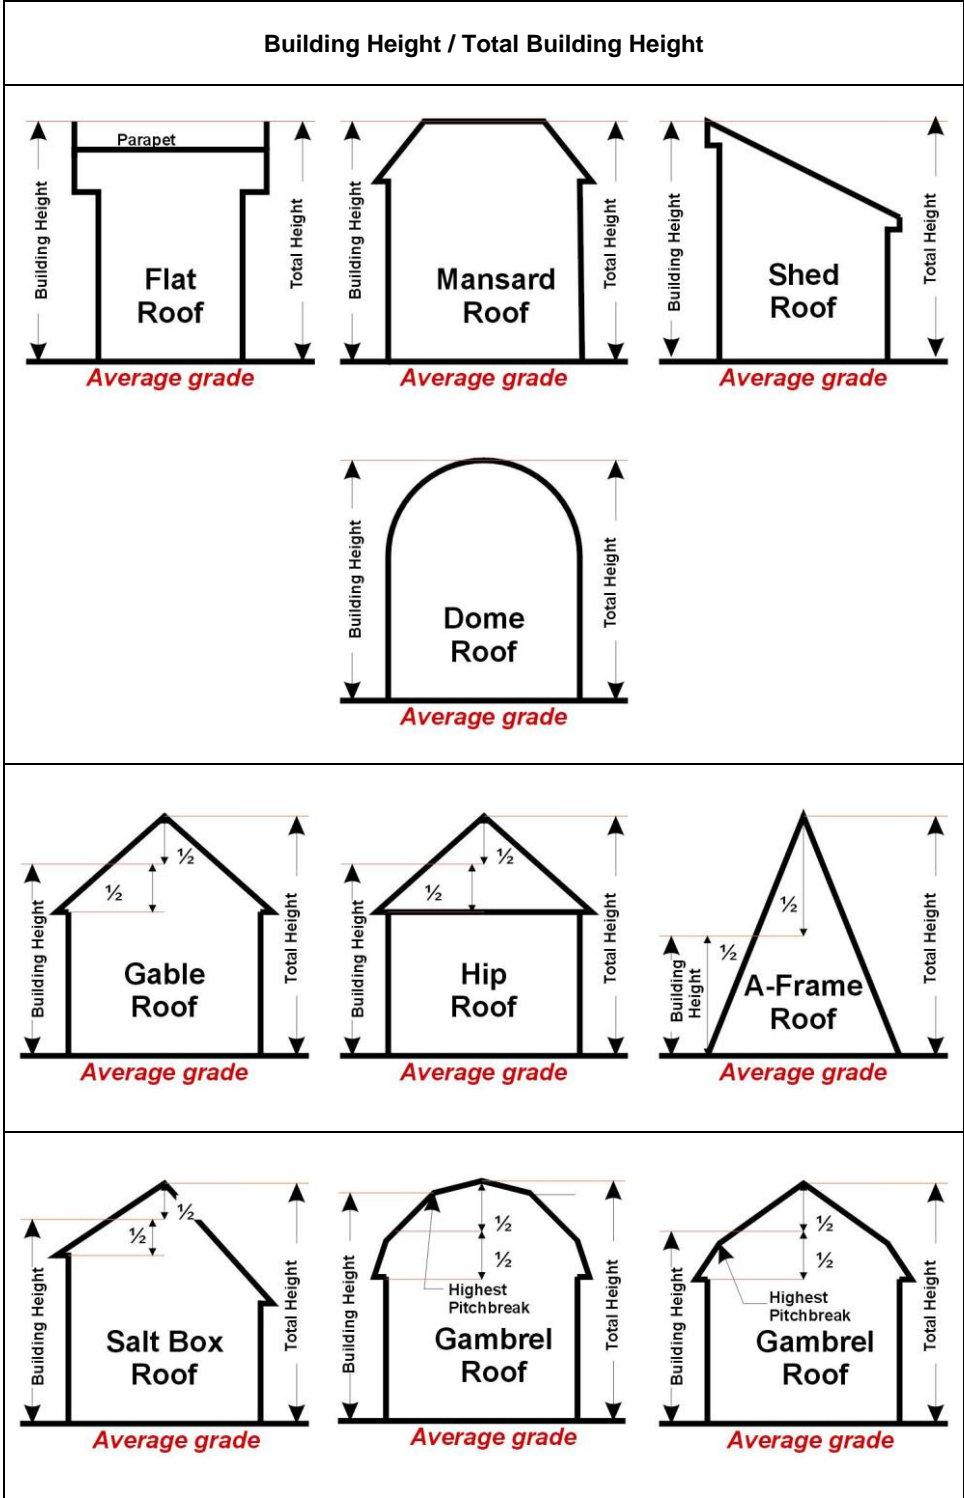 Building Height / Total Building Height
Building Height
Parapet
Flat
Roof
Total Height
Average grade
Building Height
Mansard
Roof
Total Height
Average grade
Building Height
Shed
Roof
Total Height
Average grade
Building Height
Dome
Roof
Total Height
Average grade
Building Height
½
½
Gable
Roof
Total Height
Average grade
Building Height
½
½
Hip
Roof
Total Height
Average grade
Building
Height
½
½
A-Frame
Roof
Total Height
Average grade
Building Height
½
½
Salt Box
Roof
Total Height
Average grade
Building Height
½
½
Highest
Pitchbreak
Gambrel
Roof
Total Height
Average grade
Building Height
½
½
Highest
Pitchbreak
Gambrel
Roof
Total Height
Average grade